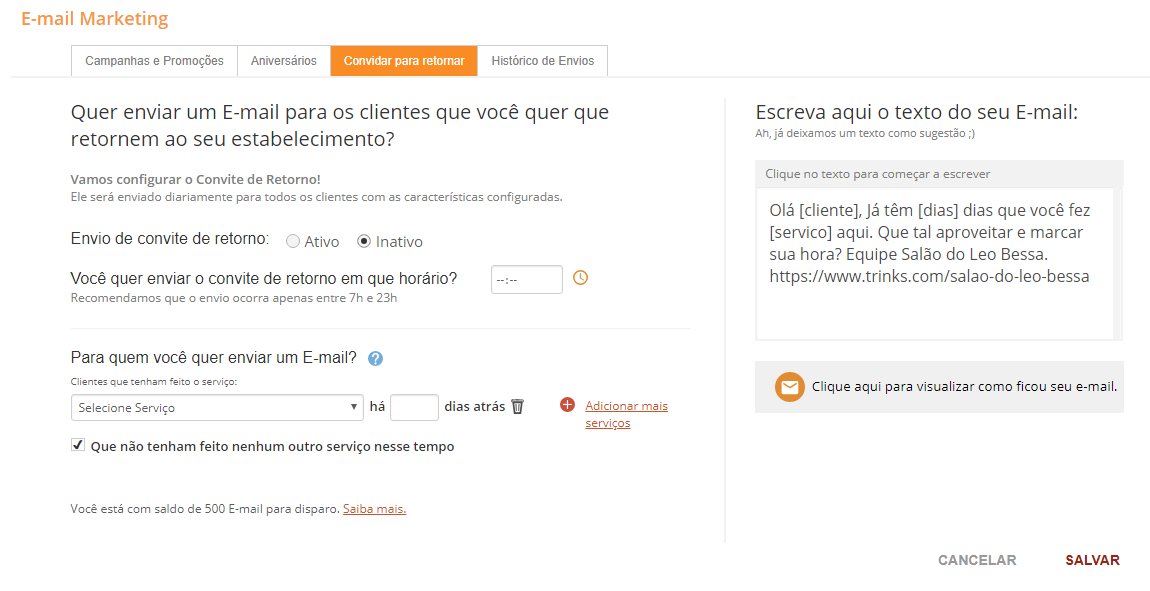 E-mail Marketing
Campanhas e Promoções
Aniversários
Convidar para retornar
Histórico de Envios
Quer enviar um E-mail para os clientes que você quer que
retornem ao seu estabelecimento?
Vamos configurar o Convite de Retorno!
Ele será enviado diariamente para todos os clientes com as características configuradas.
Envio de convite de retorno: Ativo Inativo
Você quer enviar o convite de retorno em que horário? --:--
Recomendamos que o envio ocorra apenas entre 7h e 23h
Para quem você quer enviar um E-mail? ?
Clientes que tenham feito o serviço:
Selecione Serviço há dias atrás Adicionar mais
serviços
Que não tenham feito nenhum outro serviço nesse tempo
Você está com saldo de 500 E-mail para disparo. Saiba mais.
Escreva aqui o texto do seu E-mail:
Ah, já deixamos um texto como sugestão ;)
Clique no texto para começar a escrever
Olá [cliente], Já têm [dias] dias que você fez
[servico] aqui. Que tal aproveitar e marcar
sua hora? Equipe Salão do Leo Bessa.
https://www.trinks.com/salao-do-leo-bessa
Clique aqui para visualizar como ficou seu e-mail.
CANCELAR
SALVAR